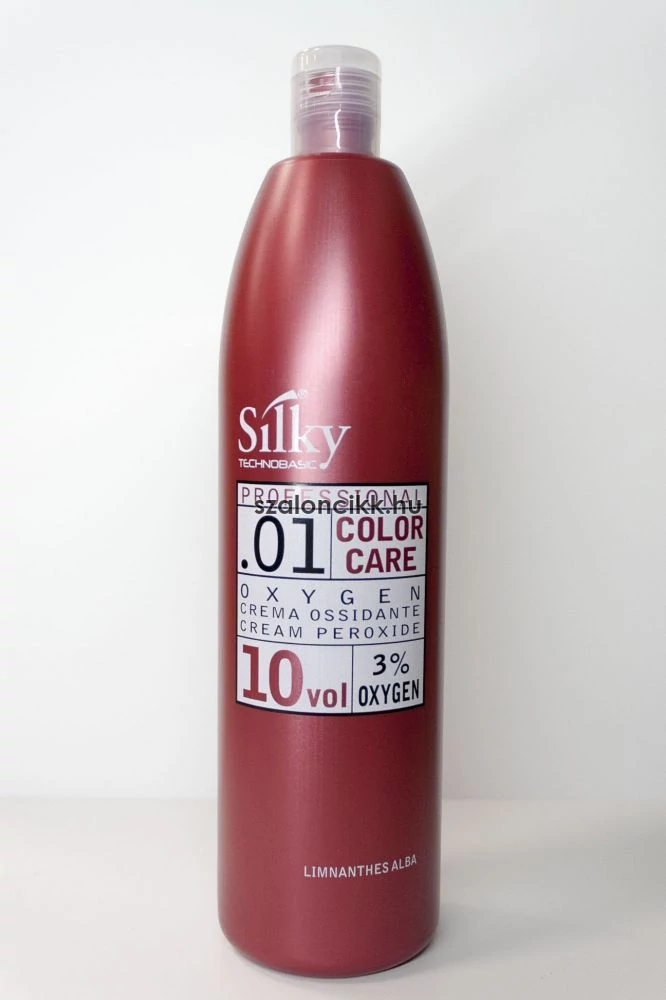 Silky®
TECHNOBASIC
PROFESSIONAL
szaloncikk.hu
.01 COLOR
CARE
OXYGEN
CREMA OSSIDANTE
CREAM PEROXIDE
10 vol
3%
OXYGEN
LIMNANTHES ALBA